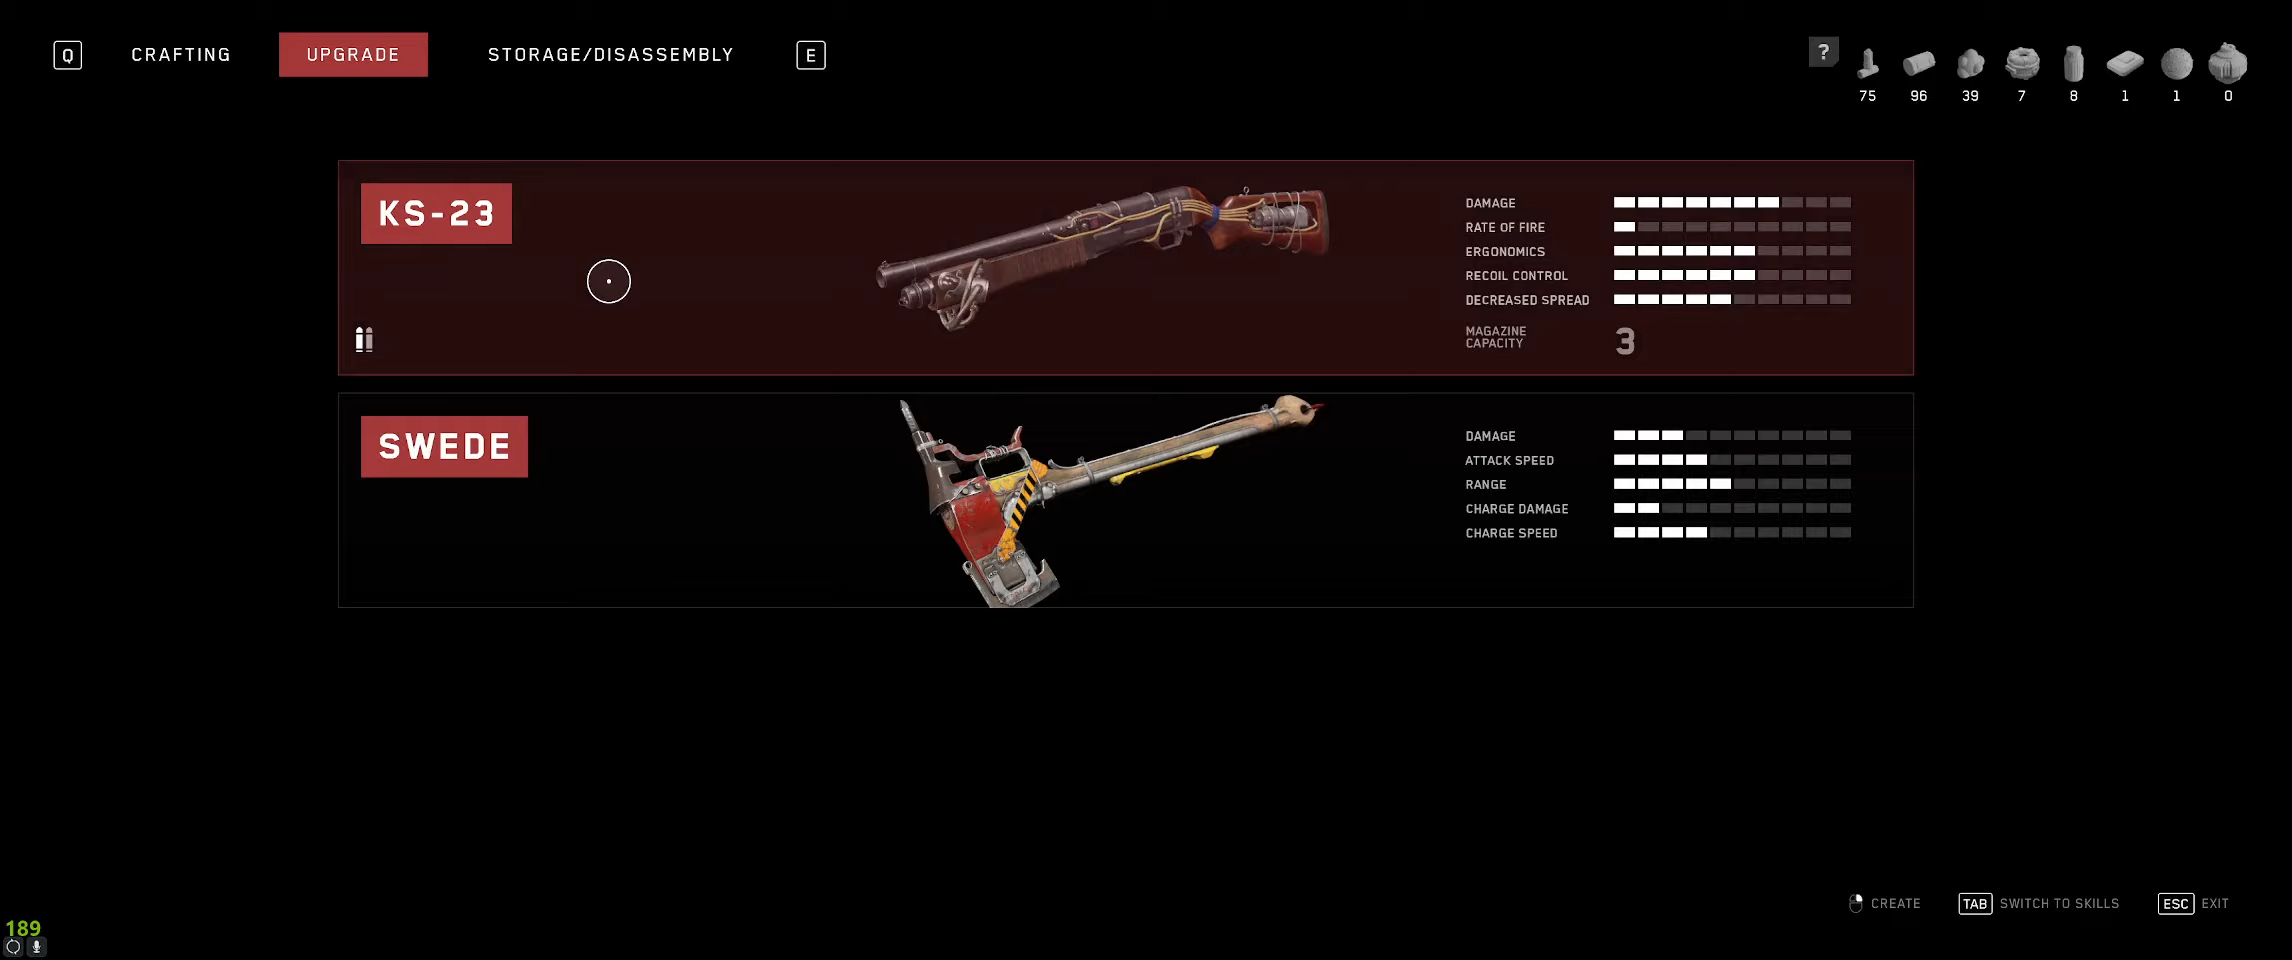 Q CRAFTING UPGRADE STORAGE/DISASSEMBLY E
?
75 96 39 7 8 1 1 0
KS-23
DAMAGE
RATE OF FIRE
ERGONOMICS
RECOIL CONTROL
DECREASED SPREAD
MAGAZINE
CAPACITY
3
SWEDE
DAMAGE
ATTACK SPEED
RANGE
CHARGE DAMAGE
CHARGE SPEED
CREATE TAB SWITCH TO SKILLS ESC EXIT
189